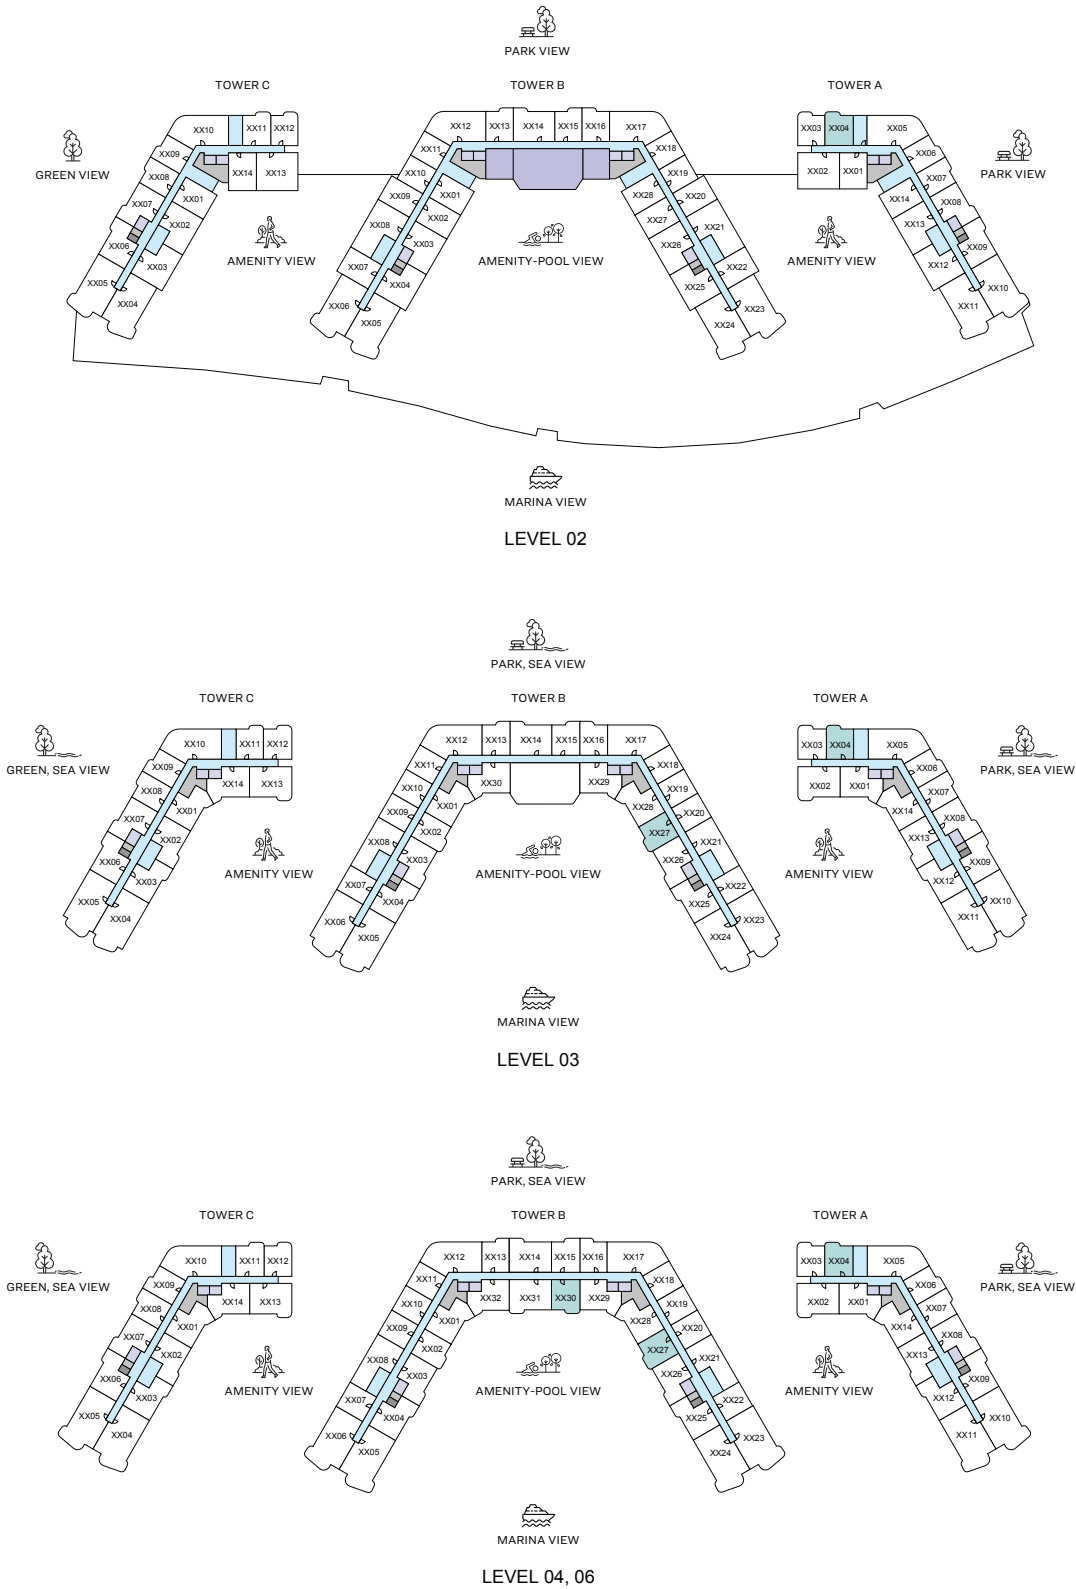 PARK VIEW
TOWER C
TOWER B
TOWER A
GREEN VIEW
PARK VIEW
XX10 XX11 XX12
XX09
XX08
XX07
XX06
XX05
XX04
XX03
XX02
XX01
XX14 XX13
XX12 XX13 XX14 XX15 XX16 XX17
XX11
XX10
XX09
XX08
XX07
XX06
XX05
XX04
XX03
XX02
XX01
XX18
XX19
XX20
XX21
XX22
XX23
XX24
XX25
XX26
XX27
XX28
XX03 XX04 XX05
XX02 XX01
XX06
XX07
XX08
XX09
XX10
XX11
XX12
XX13
XX14
AMENITY VIEW
AMENITY-POOL VIEW
AMENITY VIEW
MARINA VIEW
LEVEL 02
PARK, SEA VIEW
TOWER C
TOWER B
TOWER A
GREEN, SEA VIEW
PARK, SEA VIEW
XX10 XX11 XX12
XX09
XX08
XX07
XX06
XX05
XX04
XX03
XX02
XX01
XX14 XX13
XX12 XX13 XX14 XX15 XX16 XX17
XX11
XX10
XX09
XX08
XX07
XX06
XX05
XX04
XX03
XX02
XX01
XX30
XX29
XX18
XX19
XX20
XX21
XX22
XX23
XX24
XX25
XX26
XX27
XX28
XX03 XX04 XX05
XX02 XX01
XX06
XX07
XX08
XX09
XX10
XX11
XX12
XX13
XX14
AMENITY VIEW
AMENITY-POOL VIEW
AMENITY VIEW
MARINA VIEW
LEVEL 03
PARK, SEA VIEW
TOWER C
TOWER B
TOWER A
GREEN, SEA VIEW
PARK, SEA VIEW
XX10 XX11 XX12
XX09
XX08
XX07
XX06
XX05
XX04
XX03
XX02
XX01
XX14 XX13
XX12 XX13 XX14 XX15 XX16 XX17
XX11
XX10
XX09
XX08
XX07
XX06
XX05
XX04
XX03
XX02
XX01
XX32 XX31 XX30 XX29
XX18
XX19
XX20
XX21
XX22
XX23
XX24
XX25
XX26
XX27
XX28
XX03 XX04 XX05
XX02 XX01
XX06
XX07
XX08
XX09
XX10
XX11
XX12
XX13
XX14
AMENITY VIEW
AMENITY-POOL VIEW
AMENITY VIEW
MARINA VIEW
LEVEL 04, 06